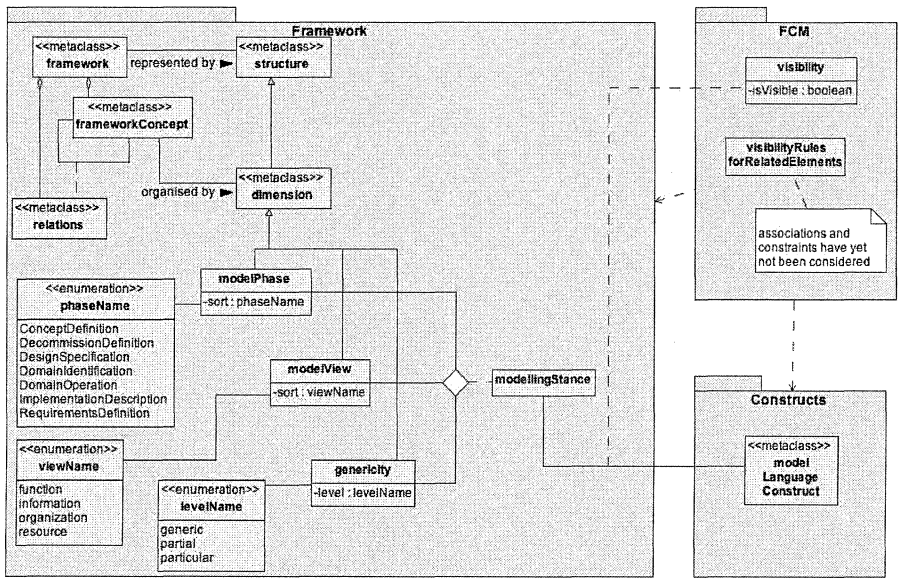 Framework
<<metaclass>>
framework
represented by
<<metaclass>>
structure
<<metaclass>>
frameworkConcept
organised by
<<metaclass>>
dimension
<<metaclass>>
relations
modelPhase
-sort : phaseName
<<enumeration>>
phaseName
ConceptDefinition
DecommissionDefinition
DesignSpecification
DomainIdentification
DomainOperation
ImplementationDescription
RequirementsDefinition
modelView
-sort : viewName
modellingStance
<<enumeration>>
viewName
function
information
organization
resource
<<enumeration>>
levelName
generic
partial
particular
genericity
-level : levelName
FCM
visibility
-isVisible : boolean
visibilityRules
forRelatedElements
associations and
constraints have yet
not been considered
Constructs
<<metaclass>>
model
Language
Construct